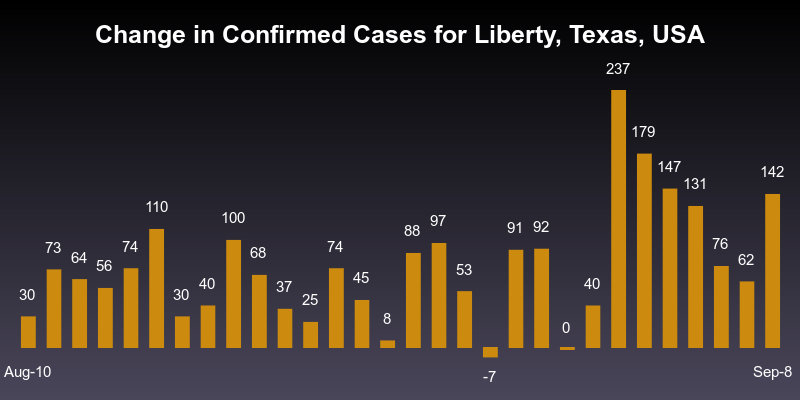 Change in Confirmed Cases for Liberty, Texas, USA
30 73 64 56 74 110 30 40 100 68 37 25 74 45 8 88 97 53 -7 91 92 0 40 237 179 147 131 76 62 142
Aug-10 Sep-8